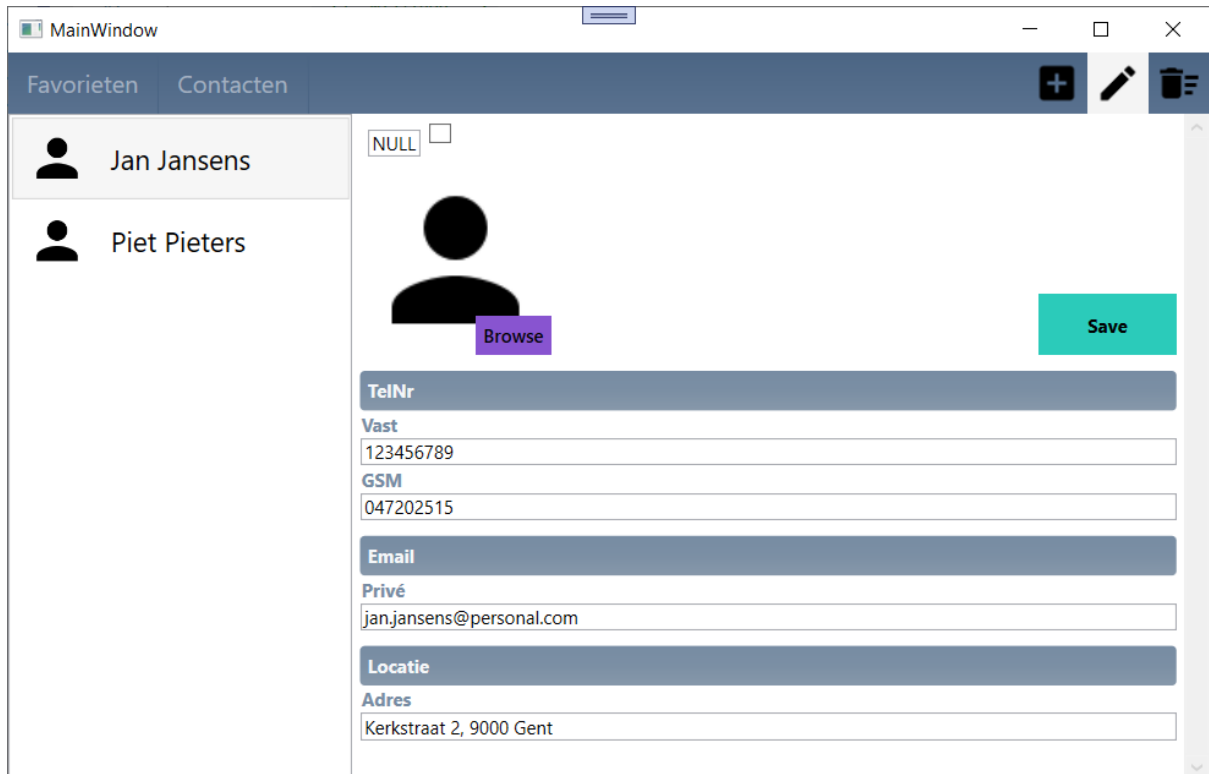 MainWindow
Favorieten Contacten
Jan Jansens
Piet Pieters
NULL
Browse
Save
TelNr
Vast
123456789
GSM
047202515
Email
Privé
jan.jansens@personal.com
Locatie
Adres
Kerkstraat 2, 9000 Gent